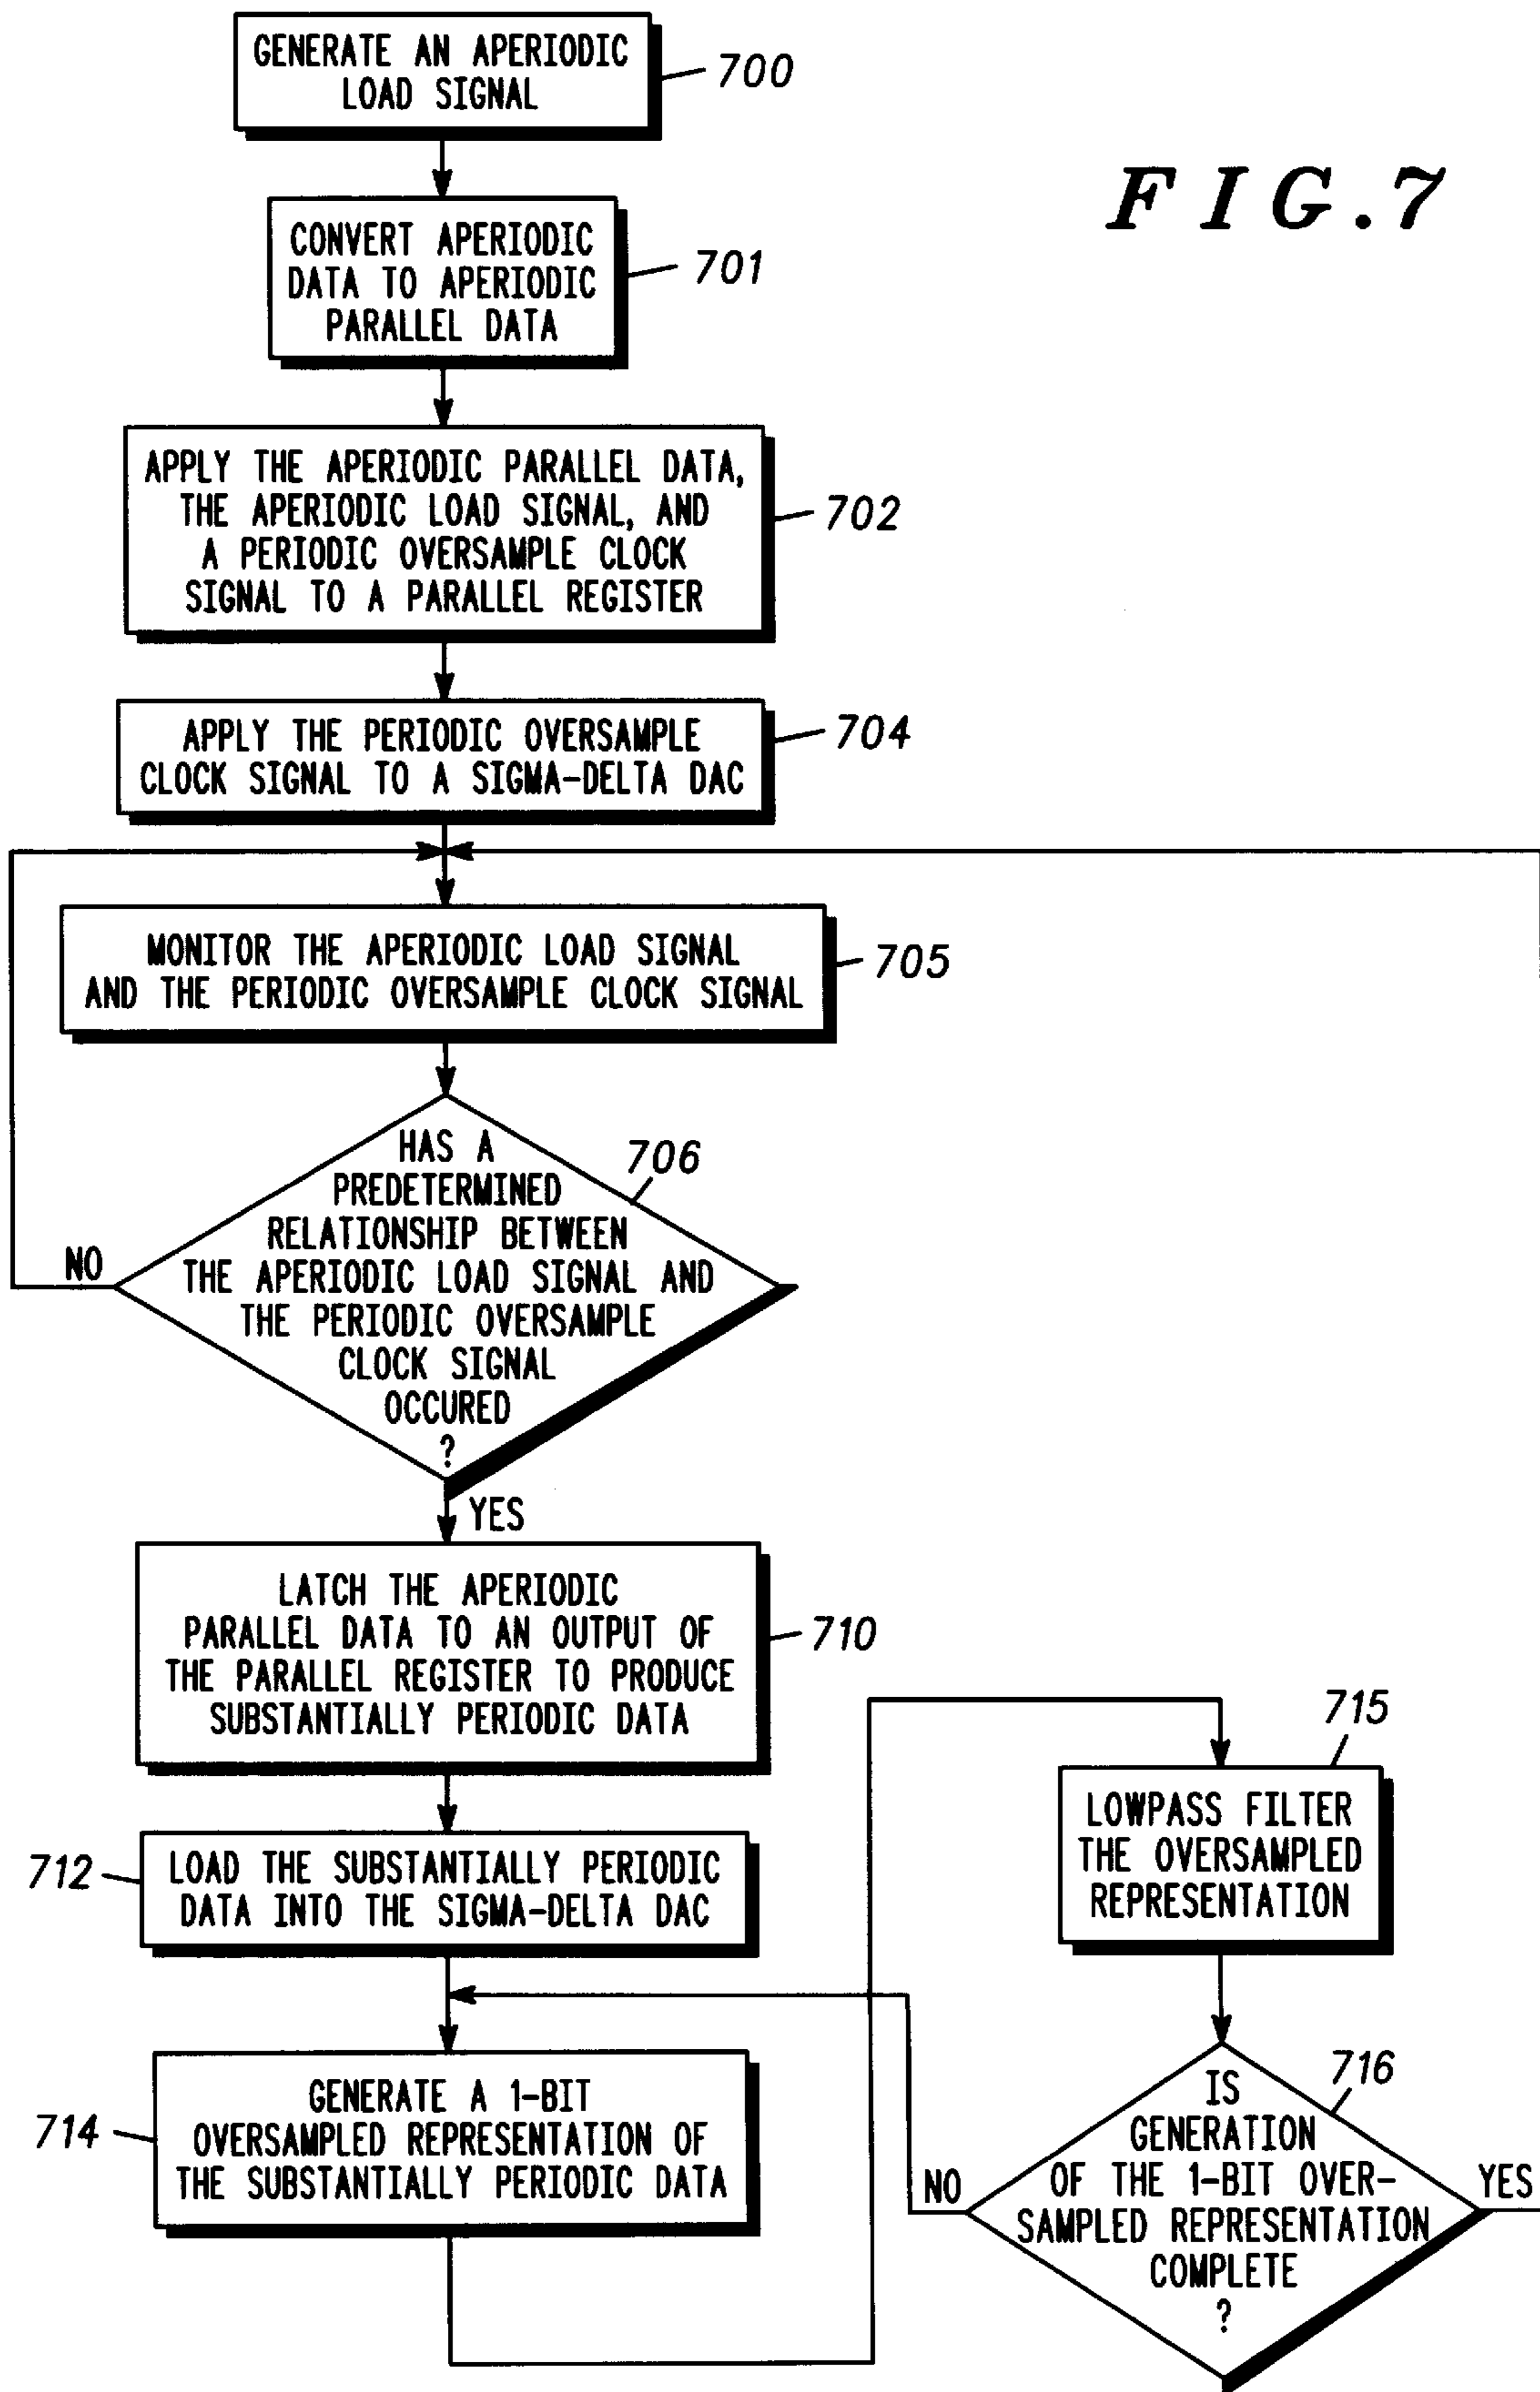 GENERATE AN APERIODIC
LOAD SIGNAL
700
FIG. 7
CONVERT APERIODIC
DATA TO APERIODIC
PARALLEL DATA
701
APPLY THE APERIODIC PARALLEL DATA,
THE APERIODIC LOAD SIGNAL, AND
A PERIODIC OVERSAMPLE CLOCK
SIGNAL TO A PARALLEL REGISTER
702
APPLY THE PERIODIC OVERSAMPLE
CLOCK SIGNAL TO A SIGMA-DELTA DAC
704
MONITOR THE APERIODIC LOAD SIGNAL
AND THE PERIODIC OVERSAMPLE CLOCK SIGNAL
705
HAS A
PREDETERMINED
RELATIONSHIP BETWEEN
THE APERIODIC LOAD SIGNAL AND
THE PERIODIC OVERSAMPLE
CLOCK SIGNAL
OCCURED
?
706
NO
YES
LATCH THE APERIODIC
PARALLEL DATA TO AN OUTPUT OF
THE PARALLEL REGISTER TO PRODUCE
SUBSTANTIALLY PERIODIC DATA
710
712
LOAD THE SUBSTANTIALLY PERIODIC
DATA INTO THE SIGMA-DELTA DAC
714
GENERATE A 1-BIT
OVERSAMPLED REPRESENTATION OF
THE SUBSTANTIALLY PERIODIC DATA
715
LOWPASS FILTER
THE OVERSAMPLED
REPRESENTATION
716
IS
GENERATION
OF THE 1-BIT OVER-
SAMPLED REPRESENTATION
COMPLETE
?
NO
YES